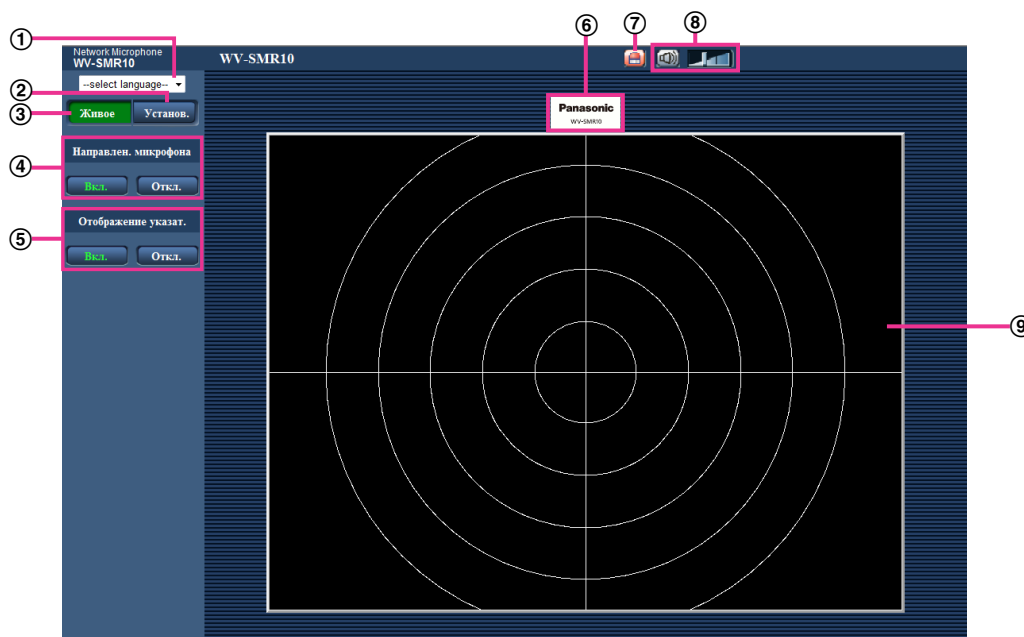 ⑥
⑦
⑧
①
Network Microphone
WV-SMR10
WV-SMR10
--select language--
②
③
Живое
Установ.
Panasonic
WV-SMR10
④
Направлен. микрофона
Вкл.
Откл.
⑤
Отображение указат.
Вкл.
Откл.
⑨